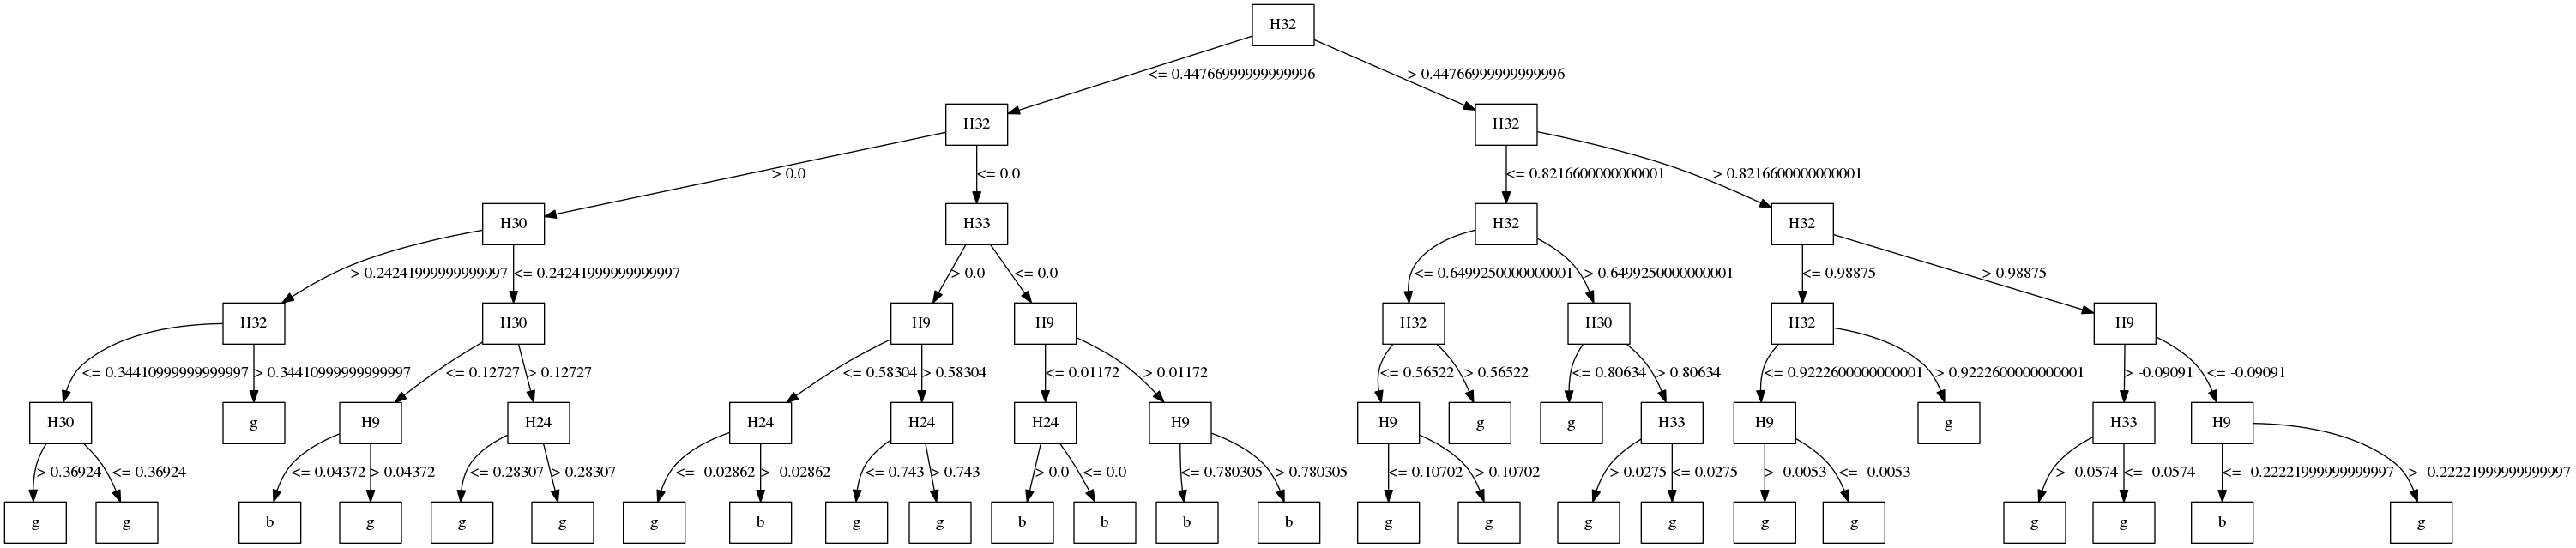 H32
<= 0.44766999999999996 > 0.44766999999999996
H32 H32
> 0.0 <= 0.0 <= 0.8216600000000001 > 0.8216600000000001
H30 H33 H32 H32
> 0.24241999999999997 <= 0.24241999999999997 > 0.0 <= 0.0 <= 0.6499250000000001 > 0.6499250000000001 <= 0.98875 > 0.98875
H32 H30 H9 H9 H32 H30 H32 H9
<= 0.34410999999999997 > 0.34410999999999997 <= 0.12727 > 0.12727 <= 0.58304 > 0.58304 <= 0.01172 > 0.01172 <= 0.56522 > 0.56522 <= 0.80634 > 0.80634 <= 0.9222600000000001 > 0.9222600000000001 > -0.09091 <= -0.09091
H30 g H9 H24 H24 H24 H24 H9 H9 g g H33 H9 g H33 H9
> 0.36924 <= 0.36924 <= 0.04372 > 0.04372 <= 0.28307 > 0.28307 <= -0.02862 > -0.02862 <= 0.743 > 0.743 > 0.0 <= 0.0 <= 0.780305 > 0.780305 <= 0.10702 > 0.10702 > 0.0275 <= 0.0275 > -0.0053 <= -0.0053 > -0.0574 <= -0.0574 <= -0.22221999999999997 > -0.22221999999999997
g g b g g g g b g g b b b b g g g g g g g g b g